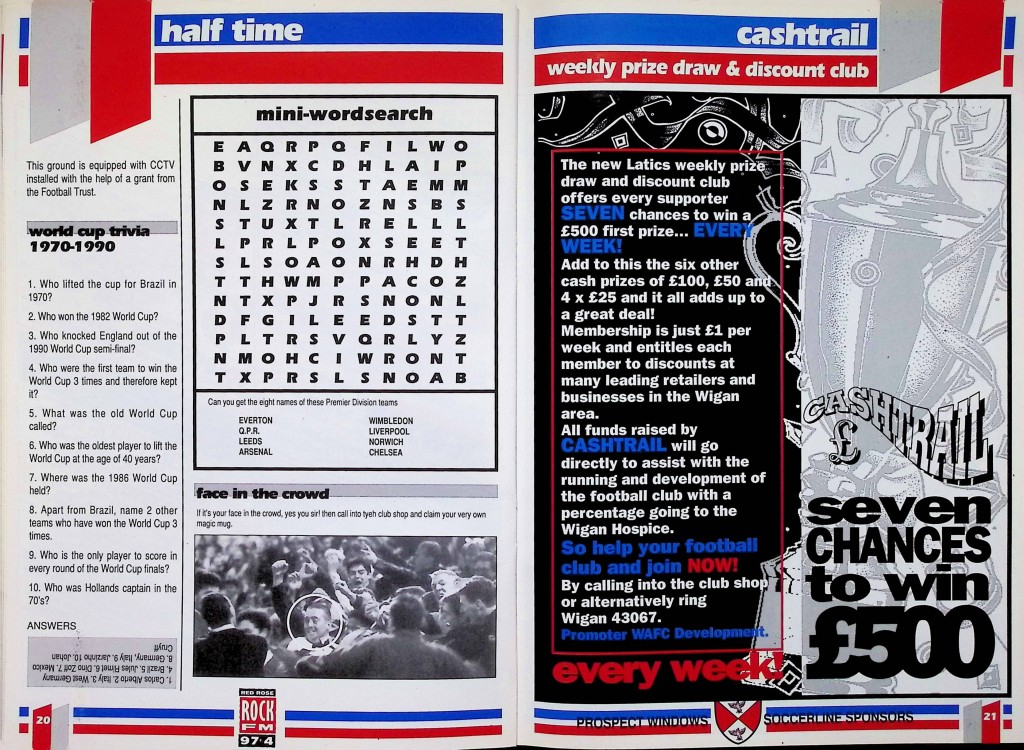 half time
This ground is equipped with CCTV
installed with the help of a grant from
the Football Trust.
world cup trivia
1970-1990
1. Who lifted the cup for Brazil in
1970?
2. Who won the 1982 World Cup?
3. Who knocked England out of the
1990 World Cup semi-final?
4. Who were the first team to win the
World Cup 3 times and therefore kept
it?
5. What was the old World Cup
called?
6. Who was the oldest player to lift the
World Cup at the age of 40 years?
7. Where was the 1986 World Cup
held?
8. Apart from Brazil, name 2 other
teams who have won the World Cup 3
times.
9. Who is the only player to score in
every round of the World Cup finals?
10. Who was Hollands captain in the
70's?
ANSWERS
1. Carlos Alberto 2. Italy 3. West Germany
4. Brazil 5. Jules Rimet 6. Dino Zoff 7. Mexico
8. Germany, Italy 9. Jarzinho 10. Johan
Cruyff
mini-wordsearch
E A Q R P Q F I L W O
B V N X C D H L A I P
O S E K S S T A E M M
N L Z R N O Z N S B S
S T U X T L R E L L L
L P R L P O X S E E T
S L S O A O N R H D H
T T H W M P P A C O Z
N T X P J R S N O N L
D F G I L E E D S T T
P L T R S V Q R L Y Z
N M O H C I W R O N T
T X P R S L S N O A B
Can you get the eight names of these Premier Division teams
EVERTON WIMBLEDON
Q.P.R. LIVERPOOL
LEEDS NORWICH
ARSENAL CHELSEA
face in the crowd
If it's your face in the crowd, yes you sir! then call into tyeh club shop and claim your very own
magic mug.
20
RED ROSE
ROCK
FM
97·4
cashtrail
weekly prize draw & discount club
The new Latics weekly prize
draw and discount club
offers every supporter
SEVEN chances to win a
£500 first prize... EVERY
WEEK!
Add to this the six other
cash prizes of £100, £50 and
4 x £25 and it all adds up to
a great deal!
Membership is just £1 per
week and entitles each
member to discounts at
many leading retailers and
businesses in the Wigan
area.
All funds raised by
CASHTRAIL will go
directly to assist with the
running and development of
the football club with a
percentage going to the
Wigan Hospice.
So help your football
club and join NOW!
By calling into the club shop
or alternatively ring
Wigan 43067.
Promoter WAFC Development.
every week!
CASHTRAIL
£
seven
CHANCES
to win
£500
PROSPECT WINDOWS SOCCERLINE SPONSORS
21